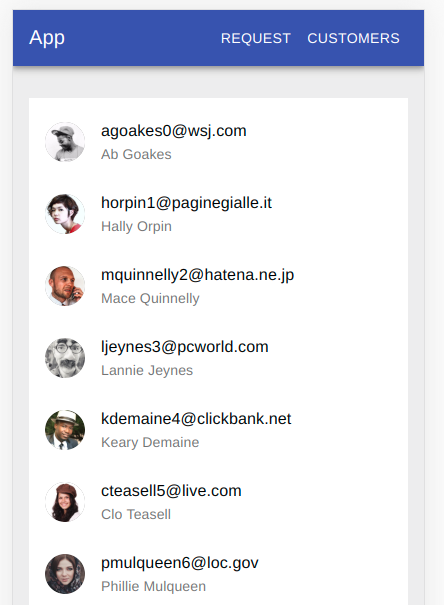 App
REQUEST CUSTOMERS
agoakes0@wsj.com
Ab Goakes
horpin1@paginegialle.it
Hally Orpin
mquinnelly2@hatena.ne.jp
Mace Quinnelly
ljeynes3@pcworld.com
Lannie Jeynes
kdemaine4@clickbank.net
Keary Demaine
cteasell5@live.com
Clo Teasell
pmulqueen6@loc.gov
Phillie Mulqueen